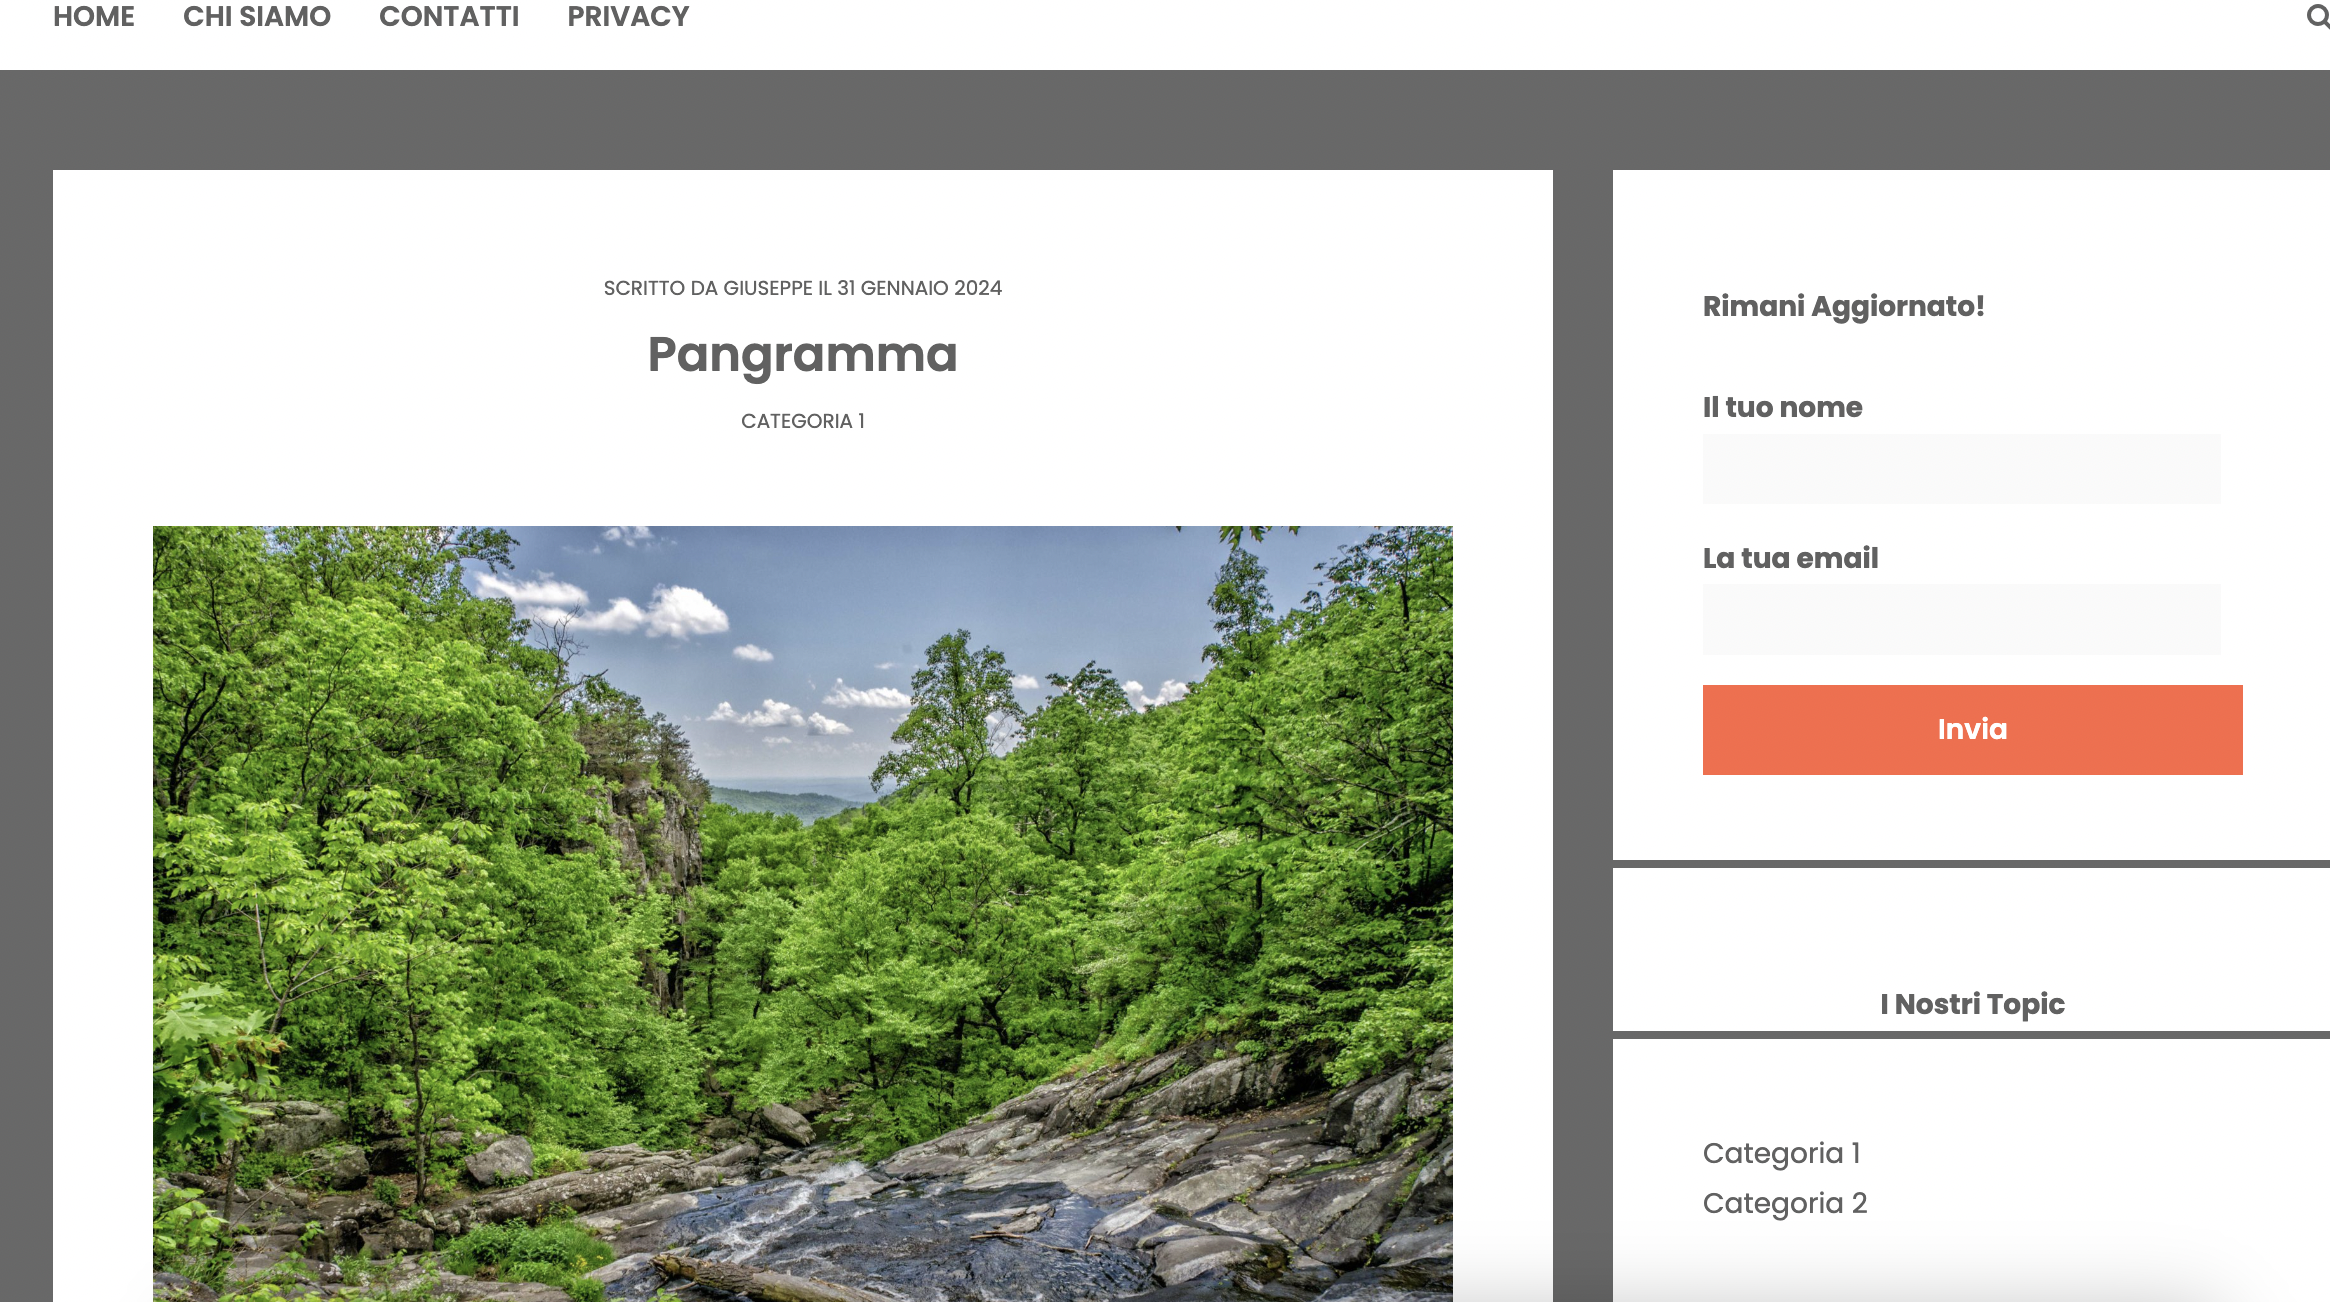 HOME CHI SIAMO CONTATTI PRIVACY
SCRITTO DA GIUSEPPE IL 31 GENNAIO 2024
Pangramma
CATEGORIA 1
Rimani Aggiornato!
Il tuo nome
La tua email
Invia
I Nostri Topic
Categoria 1
Categoria 2